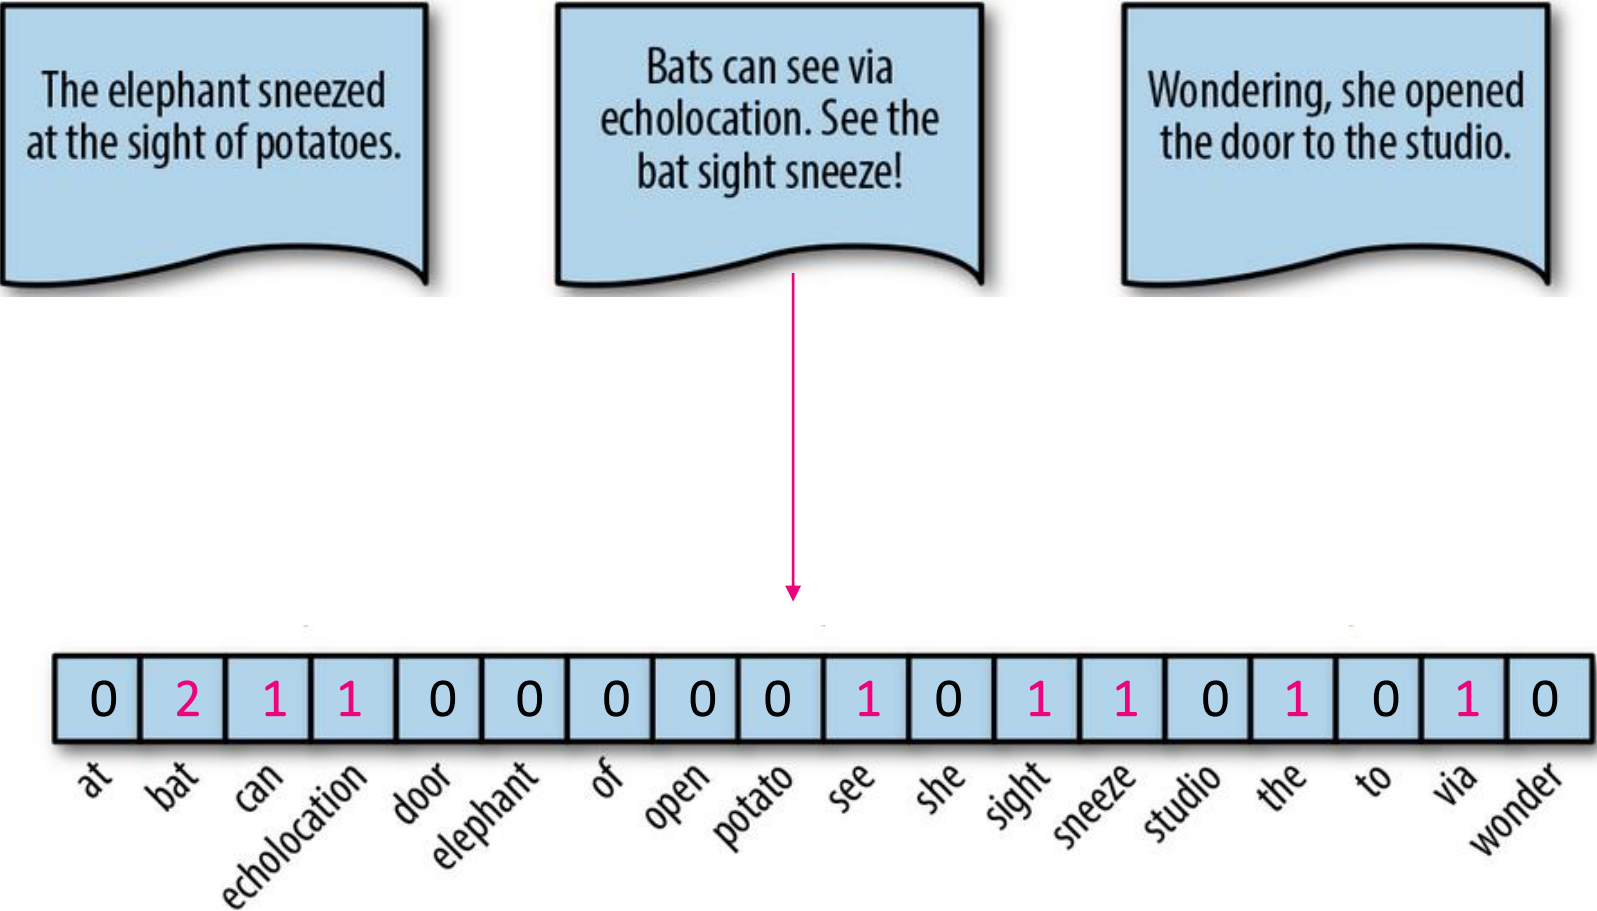 The elephant sneezed
at the sight of potatoes.
Bats can see via
echolocation. See the
bat sight sneeze!
Wondering, she opened
the door to the studio.
0 2 1 1 0 0 0 0 0 1 0 1 1 0 1 0 1 0
at bat can echolocation door elephant of open potato see she sight sneeze studio the to via wonder